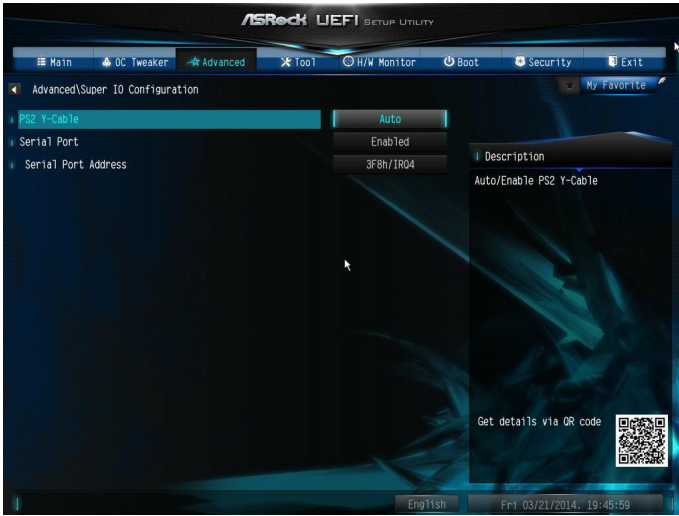 ASRock UEFI SETUP UTILITY
Main OC Tweaker Advanced Tool H/W Monitor Boot Security Exit
Advanced\Super IO Configuration
My Favorite
PS2 Y-Cable Auto
Serial Port Enabled
Serial Port Address 3F8h/IRQ4
Description
Auto/Enable PS2 Y-Cable
Get details via QR code
English
Fri 03/21/2014. 19:45:59